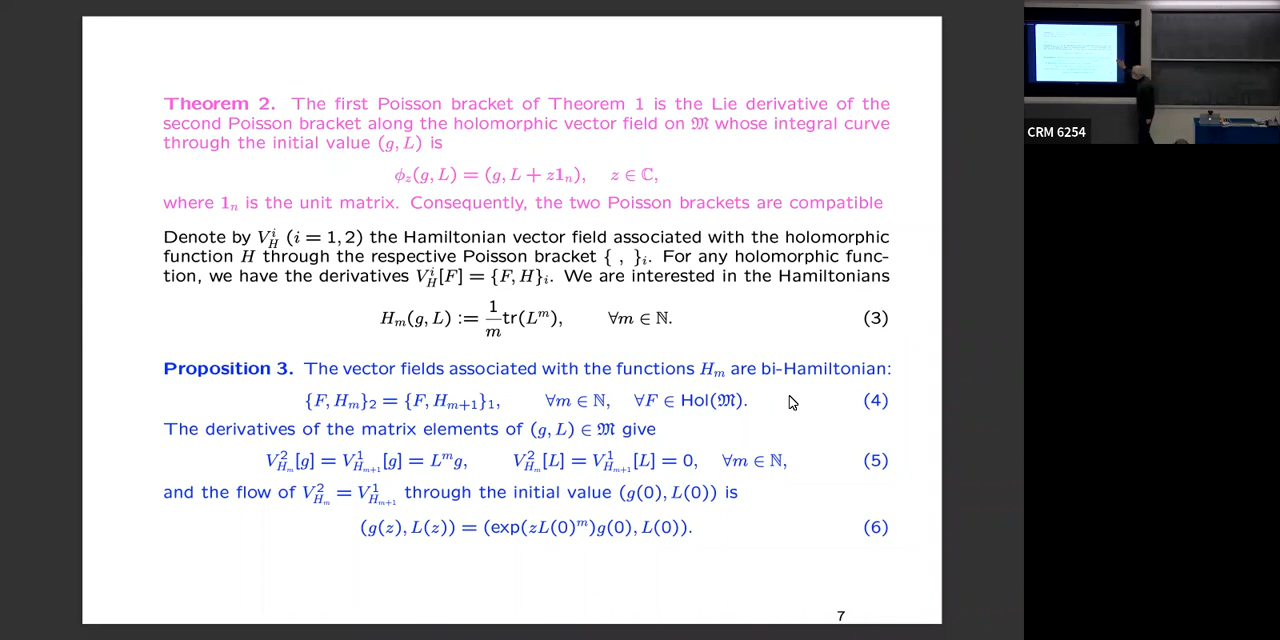 Theorem 2. The first Poisson bracket of Theorem 1 is the Lie derivative of the
second Poisson bracket along the holomorphic vector field on 𝔐 whose integral curve
through the initial value (g, L) is
ϕ_z(g, L) = (g, L + z1_n), z ∈ ℂ,
where 1_n is the unit matrix. Consequently, the two Poisson brackets are compatible
Denote by V_H^i (i = 1, 2) the Hamiltonian vector field associated with the holomorphic
function H through the respective Poisson bracket { , }_i. For any holomorphic func-
tion, we have the derivatives V_H^i[F] = {F, H}_i. We are interested in the Hamiltonians
H_m(g, L) := 1/m tr(L^m), ∀m ∈ ℕ. (3)
Proposition 3. The vector fields associated with the functions H_m are bi-Hamiltonian:
{F, H_m}_2 = {F, H_{m+1}}_1, ∀m ∈ ℕ, ∀F ∈ Hol(𝔐). (4)
The derivatives of the matrix elements of (g, L) ∈ 𝔐 give
V^2_{H_m}[g] = V^1_{H_{m+1}}[g] = L^m g, V^2_{H_m}[L] = V^1_{H_{m+1}}[L] = 0, ∀m ∈ ℕ, (5)
and the flow of V^2_{H_m} = V^1_{H_{m+1}} through the initial value (g(0), L(0)) is
(g(z), L(z)) = (exp(zL(0)^m)g(0), L(0)). (6)
7
CRM 6254